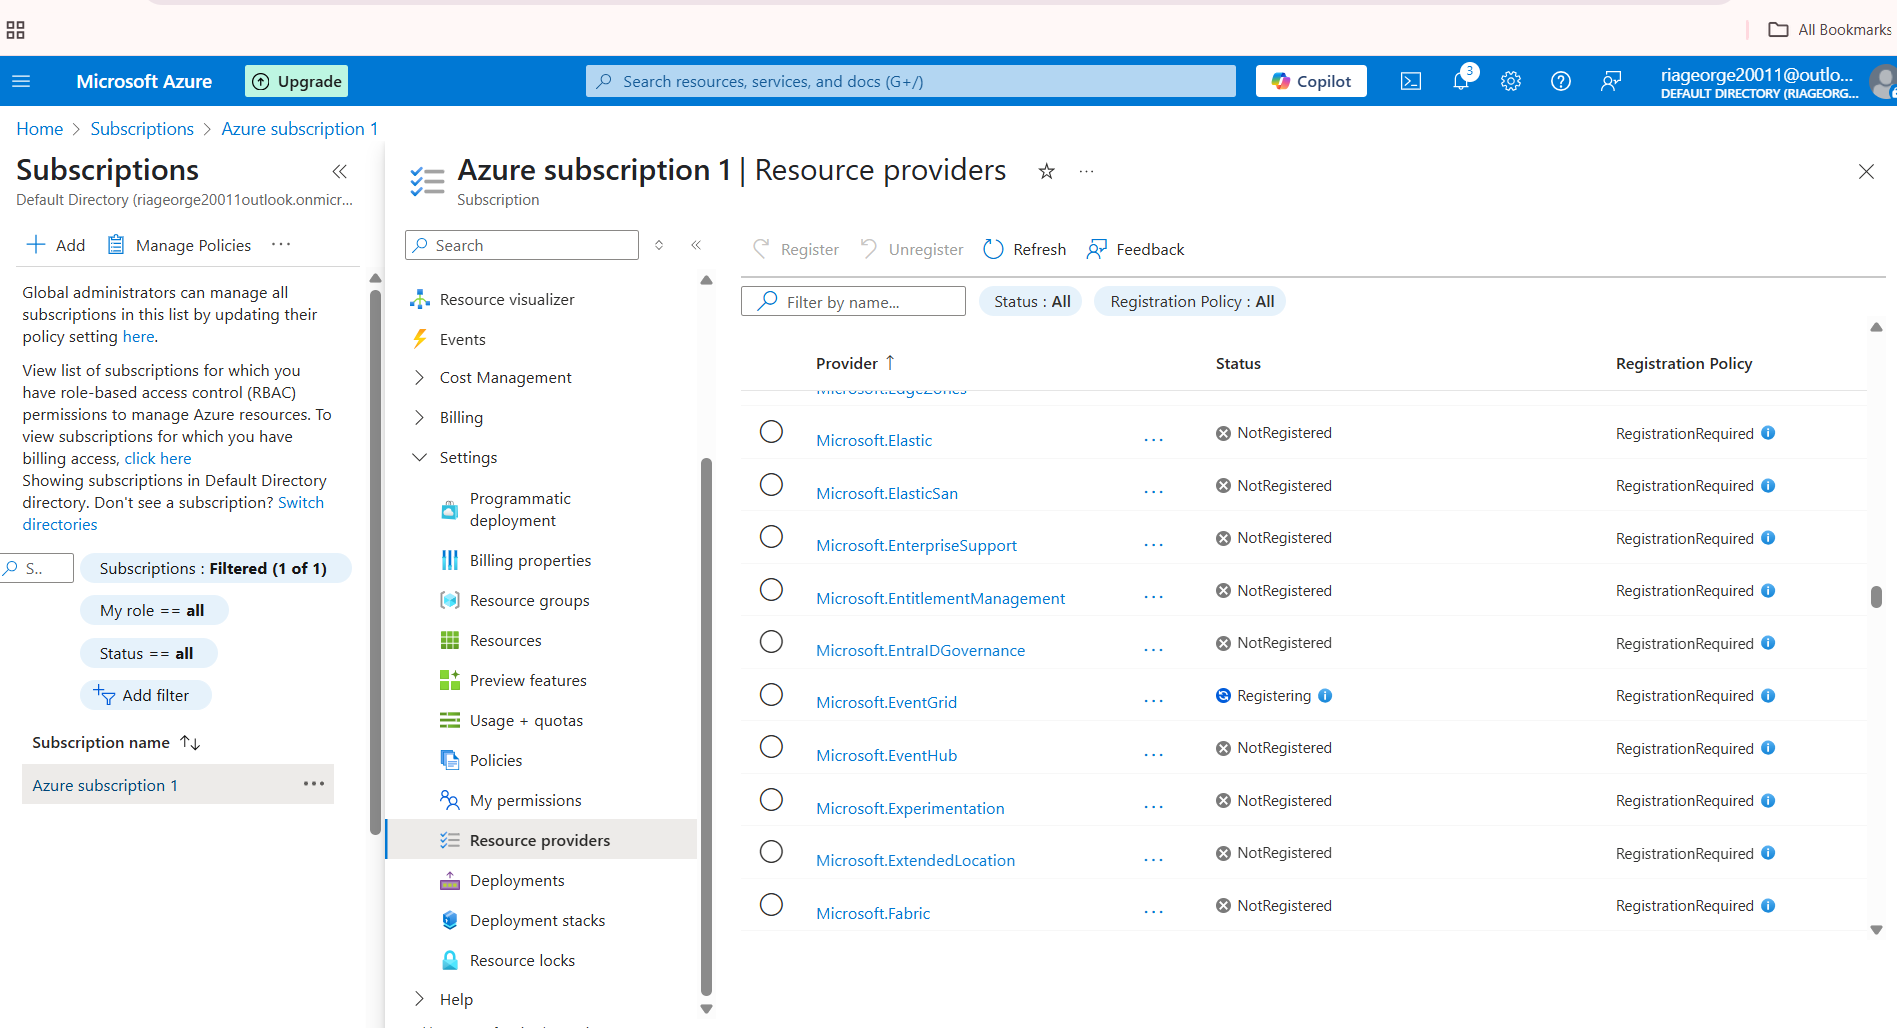 All Bookmarks
Microsoft Azure
Upgrade
Search resources, services, and docs (G+/)
Copilot
3
riageorge20011@outlo...
DEFAULT DIRECTORY (RIAGEORG...
Home > Subscriptions > Azure subscription 1
Subscriptions
Default Directory (riageorge20011outlook.onmicr...
Add
Manage Policies
Global administrators can manage all
subscriptions in this list by updating their
policy setting here.
View list of subscriptions for which you
have role-based access control (RBAC)
permissions to manage Azure resources. To
view subscriptions for which you have
billing access, click here
Showing subscriptions in Default Directory
directory. Don't see a subscription? Switch
directories
S..
Subscriptions : Filtered (1 of 1)
My role == all
Status == all
Add filter
Subscription name
Azure subscription 1
Azure subscription 1 | Resource providers
Subscription
Search
Resource visualizer
Events
Cost Management
Billing
Settings
Programmatic
deployment
Billing properties
Resource groups
Resources
Preview features
Usage + quotas
Policies
My permissions
Resource providers
Deployments
Deployment stacks
Resource locks
Help
Register
Unregister
Refresh
Feedback
Filter by name...
Status : All
Registration Policy : All
Provider ↑ Status Registration Policy
Microsoft.EdgeZones
Microsoft.Elastic ... NotRegistered RegistrationRequired
Microsoft.ElasticSan ... NotRegistered RegistrationRequired
Microsoft.EnterpriseSupport ... NotRegistered RegistrationRequired
Microsoft.EntitlementManagement ... NotRegistered RegistrationRequired
Microsoft.EntraIDGovernance ... NotRegistered RegistrationRequired
Microsoft.EventGrid ... Registering RegistrationRequired
Microsoft.EventHub ... NotRegistered RegistrationRequired
Microsoft.Experimentation ... NotRegistered RegistrationRequired
Microsoft.ExtendedLocation ... NotRegistered RegistrationRequired
Microsoft.Fabric ... NotRegistered RegistrationRequired